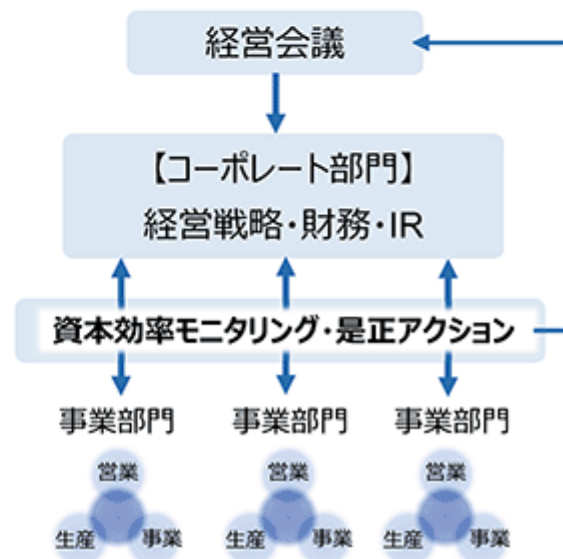 経営会議
【コーポレート部門】
経営戦略・財務・IR
資本効率モニタリング・是正アクション
事業部門 事業部門 事業部門
営業 営業 営業
生産 事業 生産 事業 生産 事業